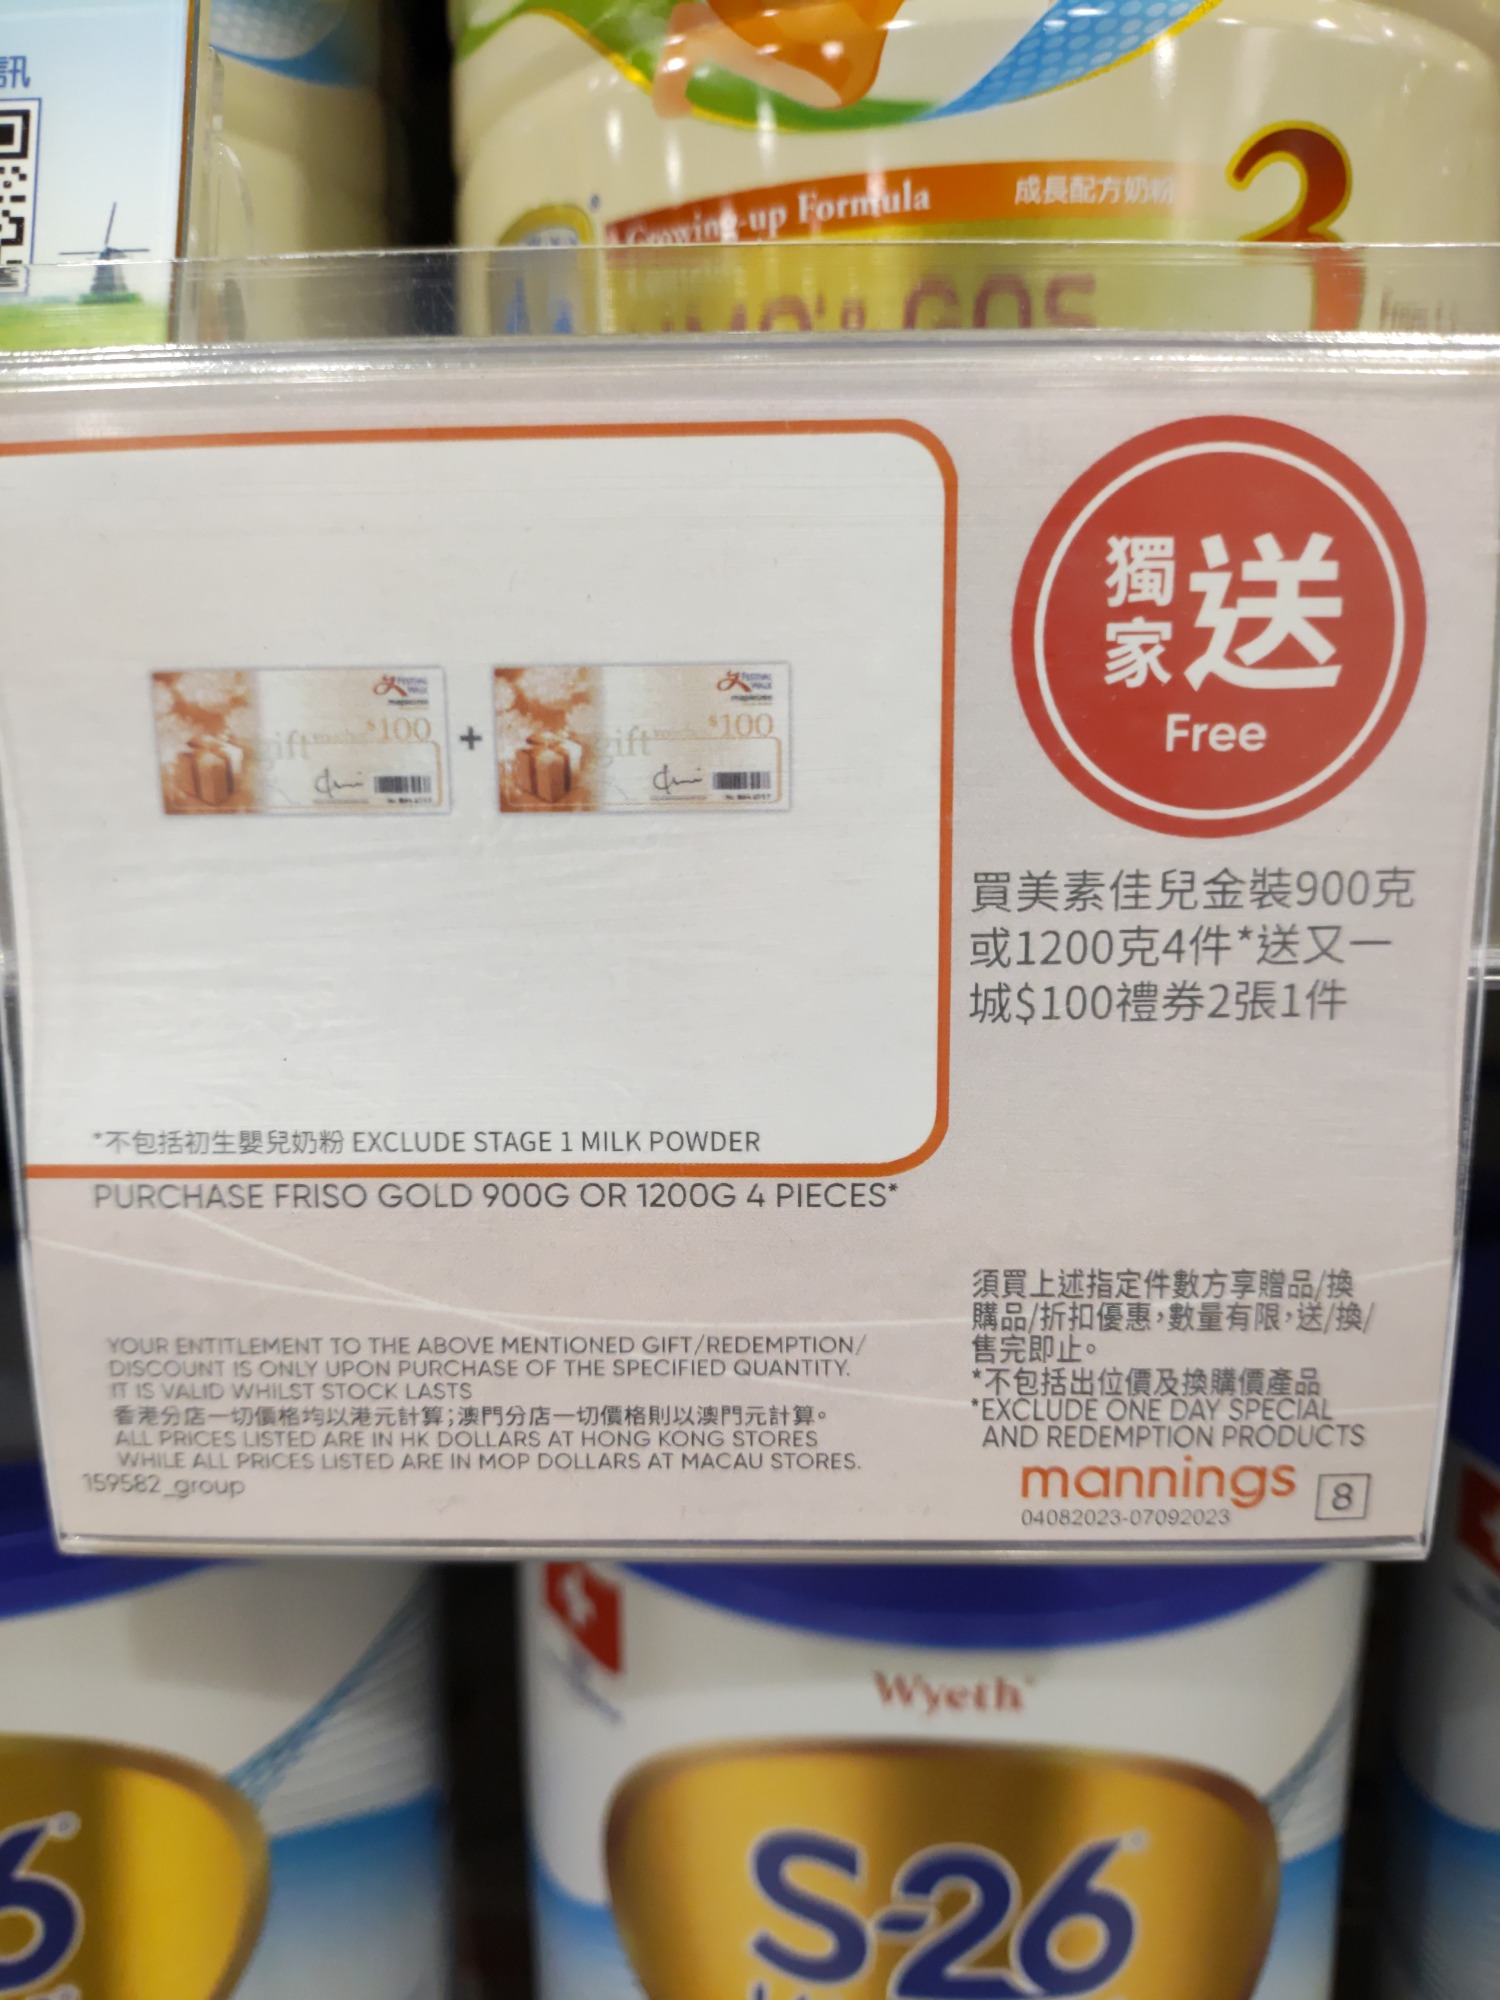 訊
Growing-up Formula
成長配方奶粉
3
獨家送
Free
FESTIVAL WALK
gift
$100
+
FESTIVAL WALK
gift
$100
買美素佳兒金裝900克
或1200克4件*送又一
城$100禮券2張1件
*不包括初生嬰兒奶粉 EXCLUDE STAGE 1 MILK POWDER
PURCHASE FRISO GOLD 900G OR 1200G 4 PIECES*
YOUR ENTITLEMENT TO THE ABOVE MENTIONED GIFT/REDEMPTION/
DISCOUNT IS ONLY UPON PURCHASE OF THE SPECIFIED QUANTITY.
IT IS VALID WHILST STOCK LASTS
香港分店一切價格均以港元計算;澳門分店一切價格則以澳門元計算。
ALL PRICES LISTED ARE IN HK DOLLARS AT HONG KONG STORES
WHILE ALL PRICES LISTED ARE IN MOP DOLLARS AT MACAU STORES.
159582_group
須買上述指定件數方享贈品/換
購品/折扣優惠,數量有限,送/換/
售完即止。
*不包括出位價及換購價產品
*EXCLUDE ONE DAY SPECIAL
AND REDEMPTION PRODUCTS
mannings
8
04082023-07092023
Wyeth
S-26
6